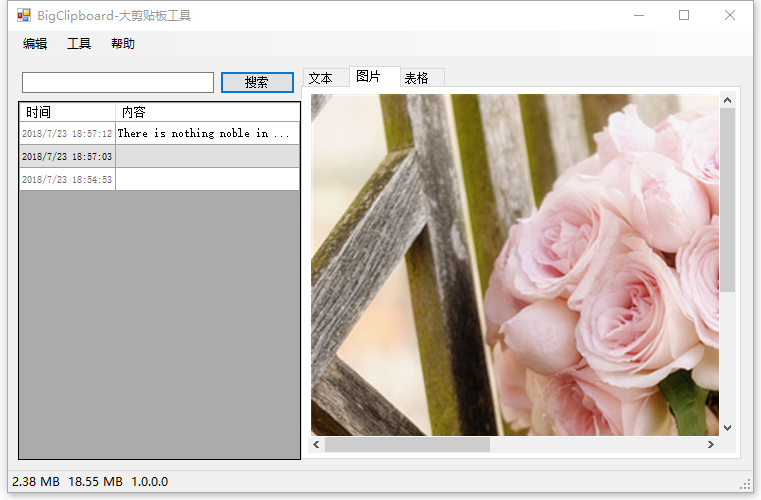 BigClipboard-大剪贴板工具
编辑 工具 帮助
搜索
文本 图片 表格
时间 内容
2018/7/23 18:57:12 There is nothing noble in ...
2018/7/23 18:57:03
2018/7/23 18:54:53
2.38 MB 18.55 MB 1.0.0.0